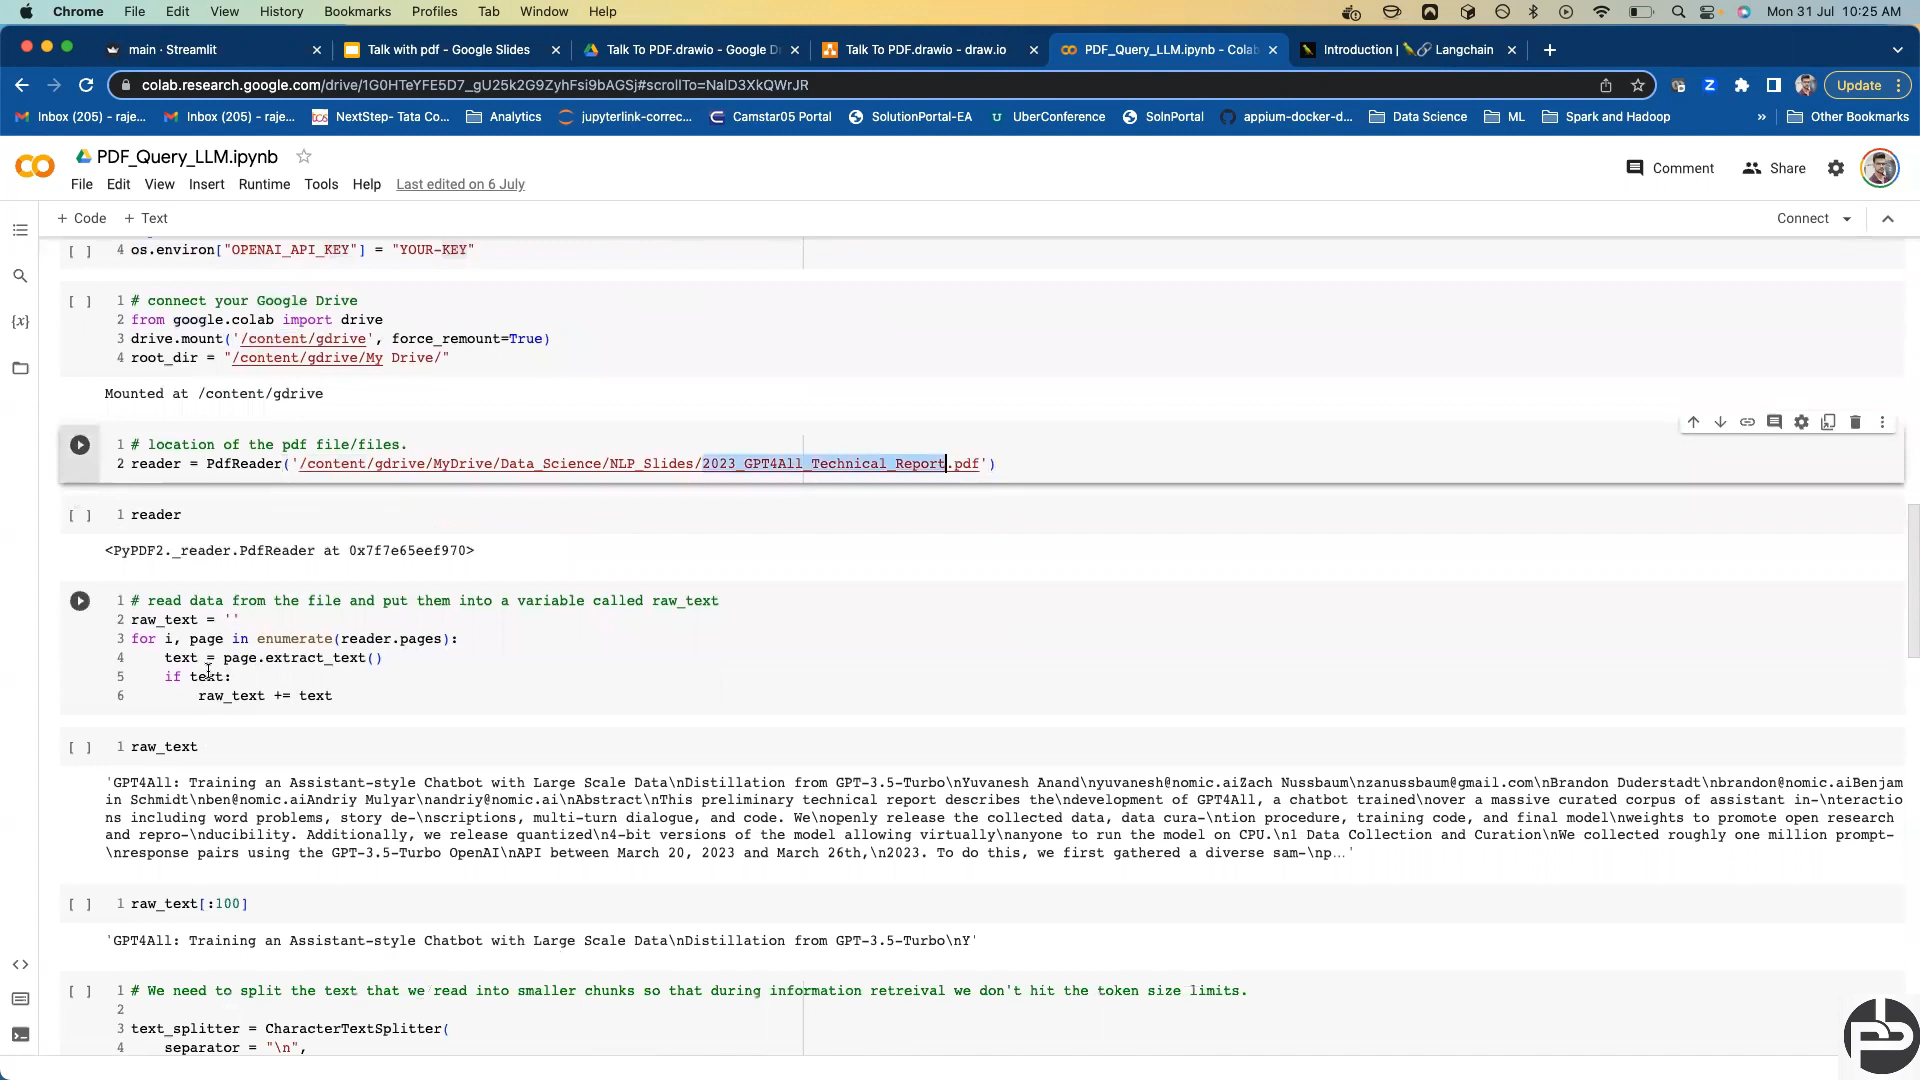 Chrome File Edit View History Bookmarks Profiles Tab Window Help Mon 31 Jul 10:25 AM
main · Streamlit Talk with pdf - Google Slides Talk To PDF.drawio - Google D Talk To PDF.drawio - draw.io PDF_Query_LLM.ipynb - Colab Introduction | Langchain
colab.research.google.com/drive/1G0HTeYFE5D7_gU25k2G9ZyhFsi9bAGSj#scrollTo=NalD3XkQWrJR Update
Inbox (205) - raje... Inbox (205) - raje... NextStep- Tata Co... Analytics jupyterlink-correc... Camstar05 Portal SolutionPortal-EA UberConference SolnPortal appium-docker-d... Data Science ML Spark and Hadoop » Other Bookmarks
PDF_Query_LLM.ipynb
Comment Share
File Edit View Insert Runtime Tools Help Last edited on 6 July
+ Code + Text Connect
[ ] 4 os.environ["OPENAI_API_KEY"] = "YOUR-KEY"
[ ] 1 # connect your Google Drive
2 from google.colab import drive
3 drive.mount('/content/gdrive', force_remount=True)
4 root_dir = "/content/gdrive/My Drive/"
Mounted at /content/gdrive
1 # location of the pdf file/files.
2 reader = PdfReader('/content/gdrive/MyDrive/Data_Science/NLP_Slides/2023_GPT4All_Technical_Report.pdf')
[ ] 1 reader
<PyPDF2._reader.PdfReader at 0x7f7e65eef970>
1 # read data from the file and put them into a variable called raw_text
2 raw_text = ''
3 for i, page in enumerate(reader.pages):
4 text = page.extract_text()
5 if text:
6 raw_text += text
[ ] 1 raw_text
'GPT4All: Training an Assistant-style Chatbot with Large Scale Data\nDistillation from GPT-3.5-Turbo\nYuvanesh Anand\nyuvanesh@nomic.aiZach Nussbaum\nzanussbaum@gmail.com\nBrandon Duderstadt\nbrandon@nomic.aiBenjam
in Schmidt\nben@nomic.aiAndriy Mulyar\nandriy@nomic.ai\nAbstract\nThis preliminary technical report describes the\ndevelopment of GPT4All, a chatbot trained\nover a massive curated corpus of assistant in-\nteractio
ns including word problems, story de-\nscriptions, multi-turn dialogue, and code. We\nopenly release the collected data, data cura-\ntion procedure, training code, and final model\nweights to promote open research
and repro-\nducibility. Additionally, we release quantized\n4-bit versions of the model allowing virtually\nanyone to run the model on CPU.\n1 Data Collection and Curation\nWe collected roughly one million prompt-
\nresponse pairs using the GPT-3.5-Turbo OpenAI\nAPI between March 20, 2023 and March 26th,\n2023. To do this, we first gathered a diverse sam-\np...'
[ ] 1 raw_text[:100]
'GPT4All: Training an Assistant-style Chatbot with Large Scale Data\nDistillation from GPT-3.5-Turbo\nY'
[ ] 1 # We need to split the text that we read into smaller chunks so that during information retreival we don't hit the token size limits.
2
3 text_splitter = CharacterTextSplitter(
4 separator = "\n",